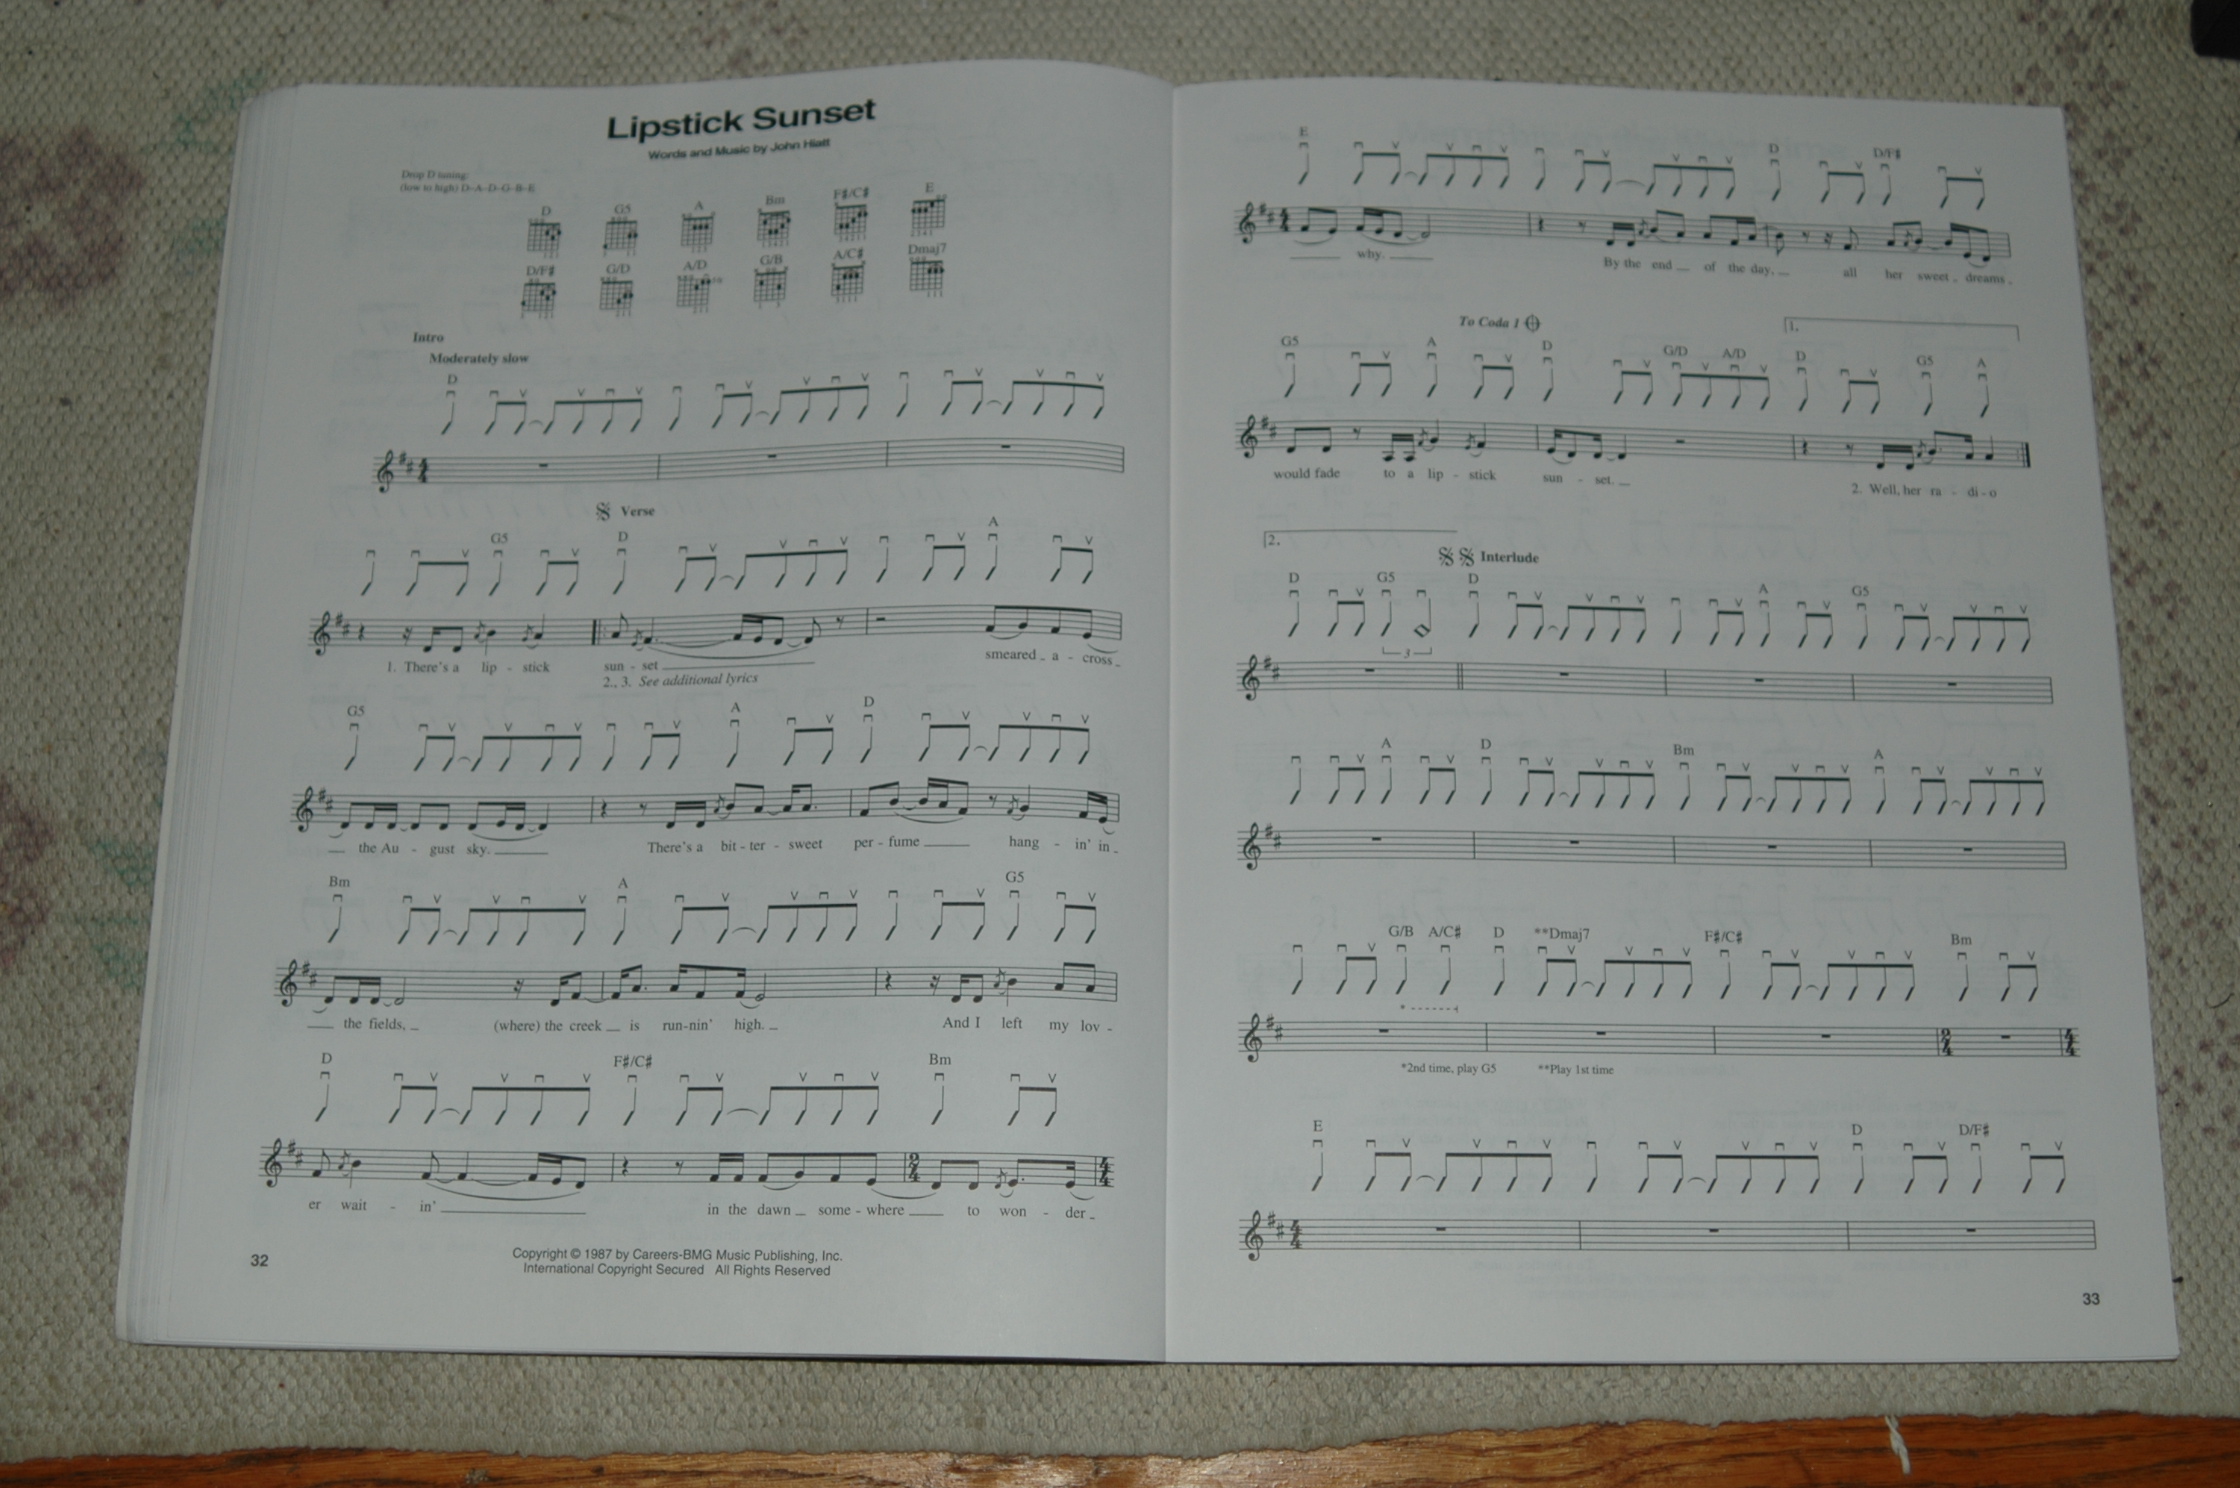 Lipstick Sunset
Words and Music by John Hiatt
Drop D tuning:
(low to high) D-A-D-G-B-E
D G5 A Bm F♯/C♯ E
D/F♯ G/D A/D G/B A/C♯ Dmaj7
Intro
Moderately slow
D
𝄋 Verse
G5 D A
1. There's a lip - stick sun - set smeared a - cross
2., 3. See additional lyrics
G5 A D
the Au - gust sky. There's a bit - ter - sweet per - fume hang - in' in
Bm A G5
the fields, (where) the creek is run-nin' high. And I left my lov -
D F♯/C♯ Bm
er wait - in' in the dawn some - where to won - der
Copyright © 1987 by Careers-BMG Music Publishing, Inc.
International Copyright Secured All Rights Reserved
32
E D D/F♯
why. By the end of the day, all her sweet dreams
To Coda 1
1.
G5 A D G/D A/D D G5 A
would fade to a lip - stick sun - set. 2. Well, her ra - di - o
2.
𝄋𝄋 Interlude
D G5 D A G5
3
A D Bm A
G/B A/C♯ D **Dmaj7 F♯/C♯ Bm
*
*2nd time, play G5 **Play 1st time
E D D/F♯
33